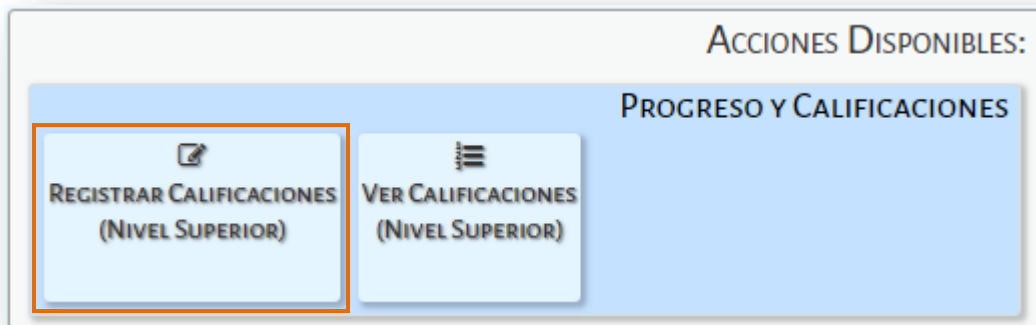 Acciones Disponibles:
Progreso y Calificaciones
Registrar Calificaciones
(Nivel Superior)
Ver Calificaciones
(Nivel Superior)